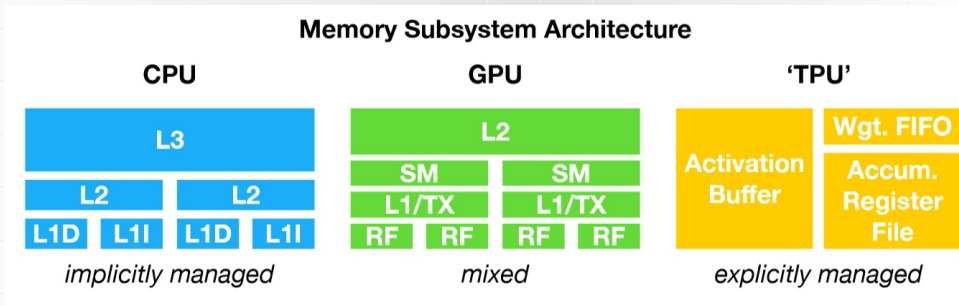 Memory Subsystem Architecture
CPU
GPU
‘TPU’
L3
L2 L2
L1D L1I L1D L1I
implicitly managed
L2
SM SM
L1/TX L1/TX
RF RF RF RF
mixed
Activation
Buffer
Wgt. FIFO
Accum.
Register
File
explicitly managed